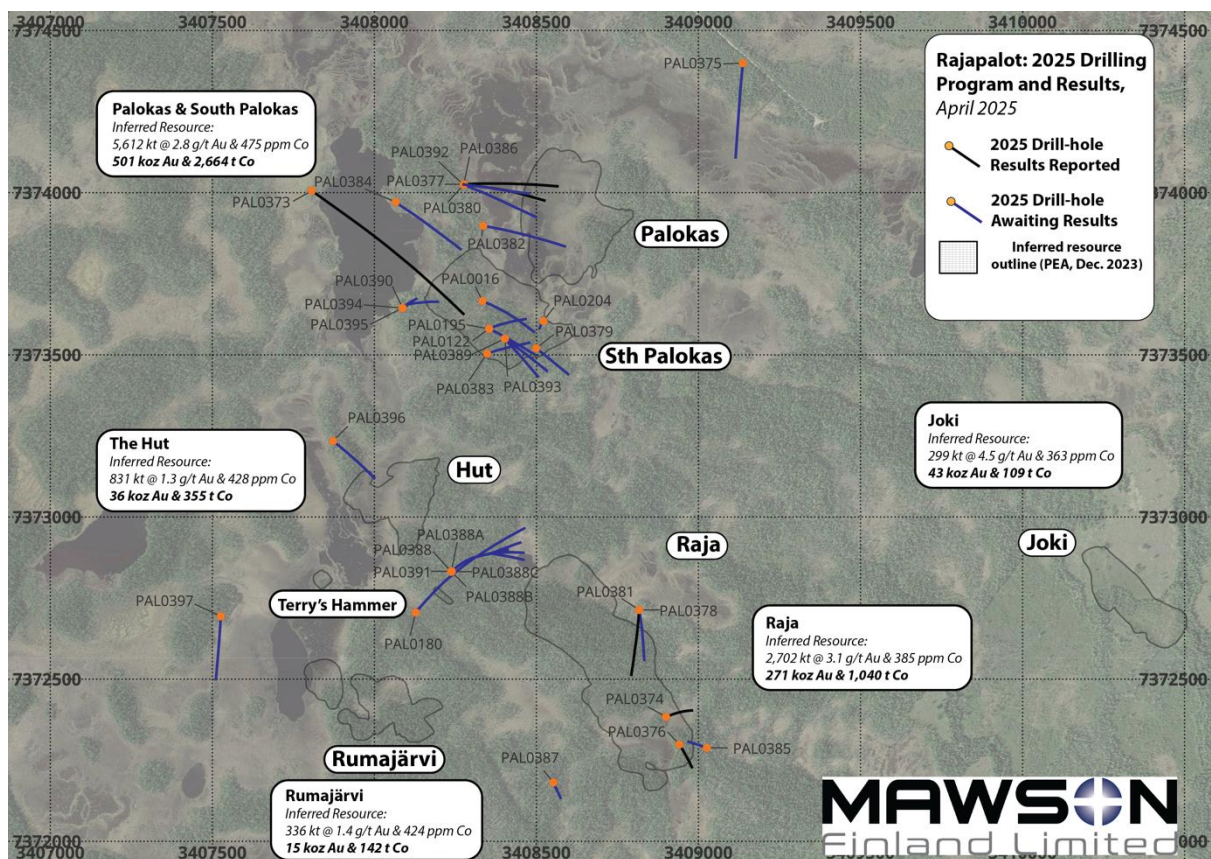 7374500
7374500
Rajapalot: 2025 Drilling
Program and Results,
April 2025
2025 Drill-hole
Results Reported
2025 Drill-hole
Awaiting Results
Inferred resource
outline (PEA, Dec. 2023)
PAL0375
Palokas & South Palokas
Inferred Resource:
5,612 kt @ 2.8 g/t Au & 475 ppm Co
501 koz Au & 2,664 t Co
PAL0386
PAL0392
PAL0384
PAL0377
7374000
7374000
PAL0373
PAL0380
PAL0382
Palokas
PAL0390
PAL0016
PAL0394
PAL0204
PAL0395
PAL0195
PAL0379
PAL0122
7373500
7373500
PAL0389
Sth Palokas
PAL0383
PAL0393
PAL0396
Joki
Inferred Resource:
299 kt @ 4.5 g/t Au & 363 ppm Co
43 koz Au & 109 t Co
The Hut
Inferred Resource:
831 kt @ 1.3 g/t Au & 428 ppm Co
36 koz Au & 355 t Co
Hut
7373000
7373000
PAL0388A
PAL0388
Raja
Joki
PAL0391
PAL0388C
PAL0388B
PAL0381
PAL0378
Terry's Hammer
PAL0397
PAL0180
Raja
Inferred Resource:
2,702 kt @ 3.1 g/t Au & 385 ppm Co
271 koz Au & 1,040 t Co
7372500
7372500
PAL0374
PAL0376
PAL0385
PAL0387
Rumajärvi
Rumajärvi
Inferred Resource:
336 kt @ 1.4 g/t Au & 424 ppm Co
15 koz Au & 142 t Co
MAWSON
Finland Limited
7372000
7372000
3407000
3407500
3408000
3408500
3409000
3409500